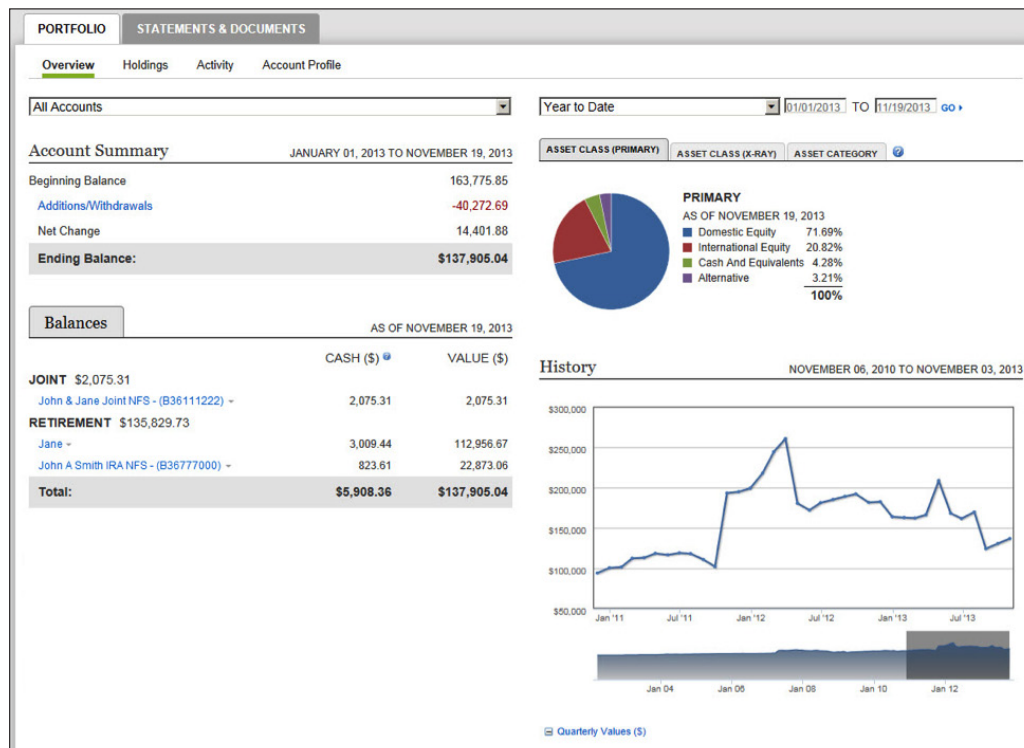 PORTFOLIO STATEMENTS & DOCUMENTS
Overview Holdings Activity Account Profile
All Accounts
Year to Date 01/01/2013 TO 11/19/2013 GO
Account Summary JANUARY 01, 2013 TO NOVEMBER 19, 2013
Beginning Balance 163,775.85
Additions/Withdrawals -40,272.69
Net Change 14,401.88
Ending Balance: $137,905.04
ASSET CLASS (PRIMARY) ASSET CLASS (X-RAY) ASSET CATEGORY ?
PRIMARY
AS OF NOVEMBER 19, 2013
Domestic Equity 71.69%
International Equity 20.82%
Cash And Equivalents 4.28%
Alternative 3.21%
100%
Balances AS OF NOVEMBER 19, 2013
CASH ($) ? VALUE ($)
JOINT $2,075.31
John & Jane Joint NFS - (B36111222) 2,075.31 2,075.31
RETIREMENT $135,829.73
Jane 3,009.44 112,956.67
John A Smith IRA NFS - (B36777000) 823.61 22,873.06
Total: $5,908.36 $137,905.04
History NOVEMBER 06, 2010 TO NOVEMBER 03, 2013
$300,000
$250,000
$200,000
$150,000
$100,000
$50,000
Jan '11 Jul '11 Jan '12 Jul '12 Jan '13 Jul '13
Jan 04 Jan 06 Jan 08 Jan 10 Jan 12
Quarterly Values ($)